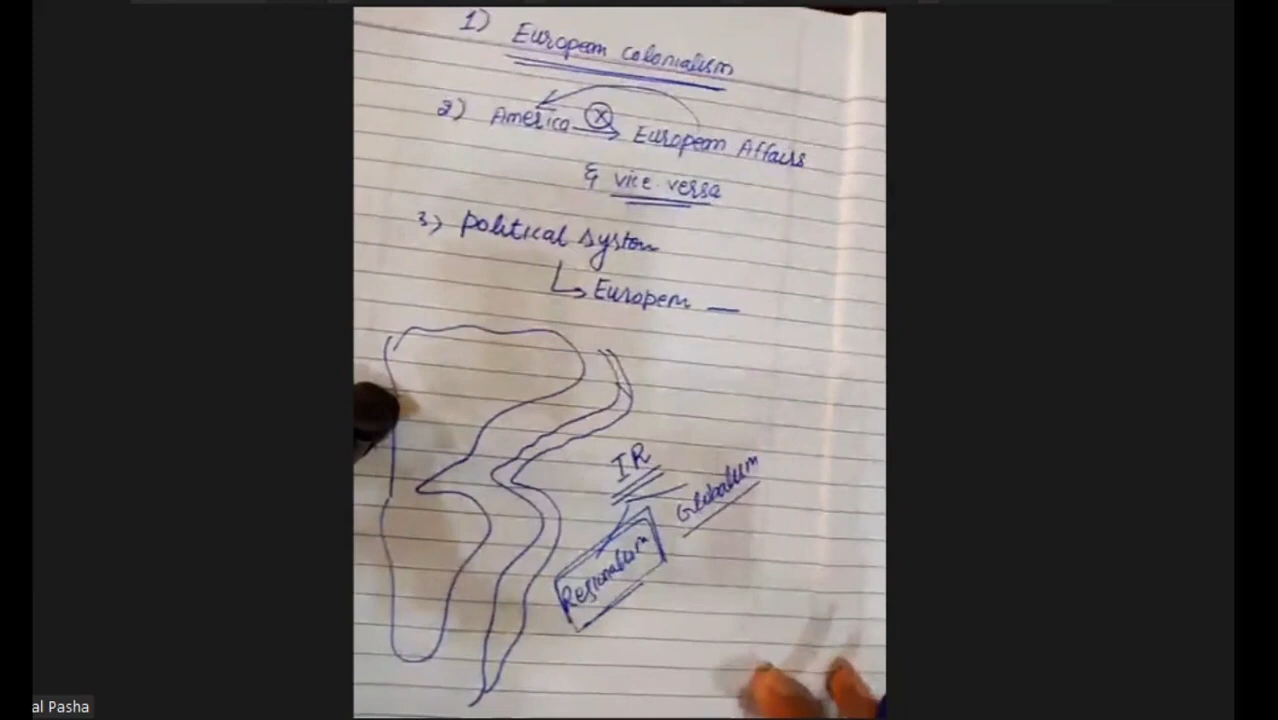 1) European colonialism
2) America ⊗ → European Affairs
& vice versa
3) Political system
↳ European —
IR
Globalism
Regionalism
al Pasha